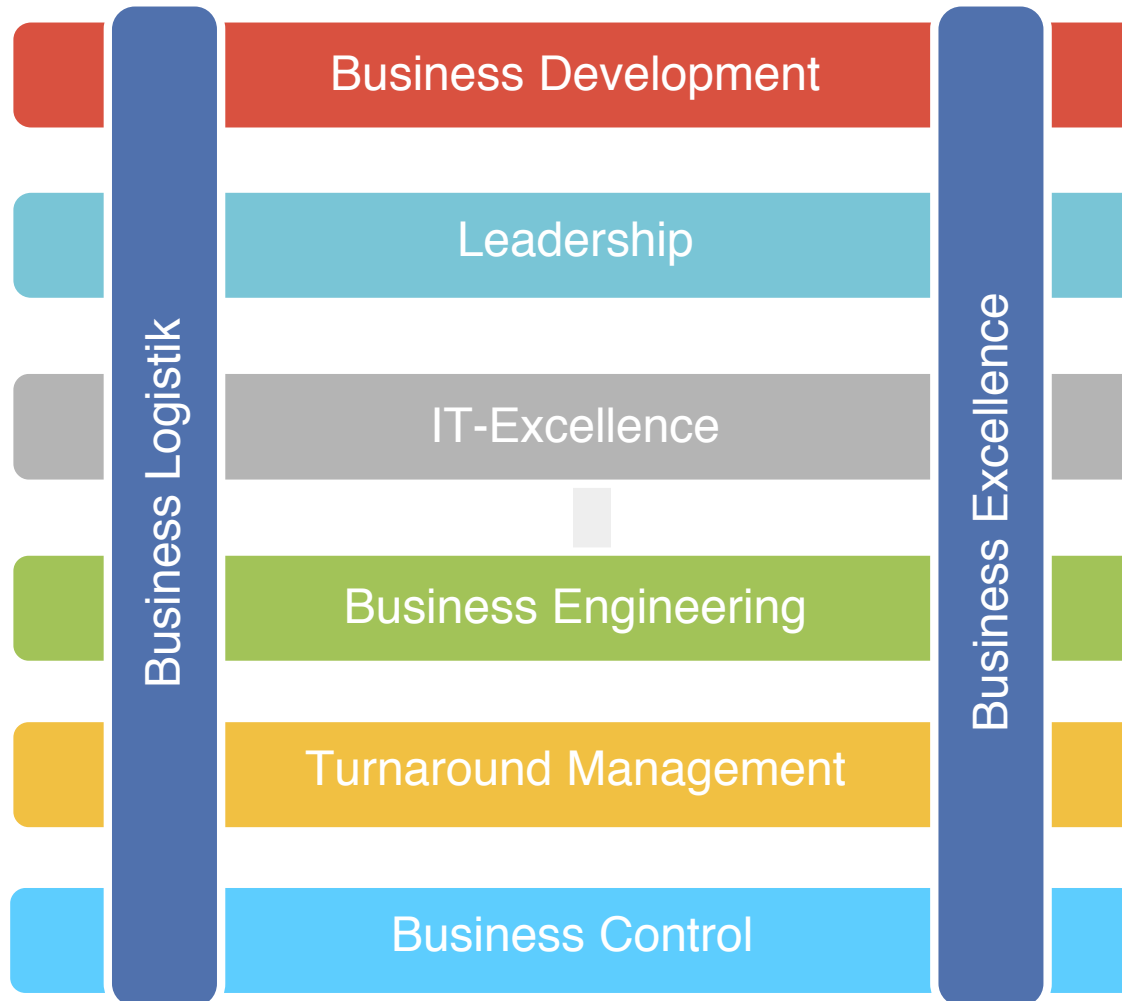 Business Development
Leadership
IT-Excellence
Business Engineering
Turnaround Management
Business Control
Business Logistik
Business Excellence